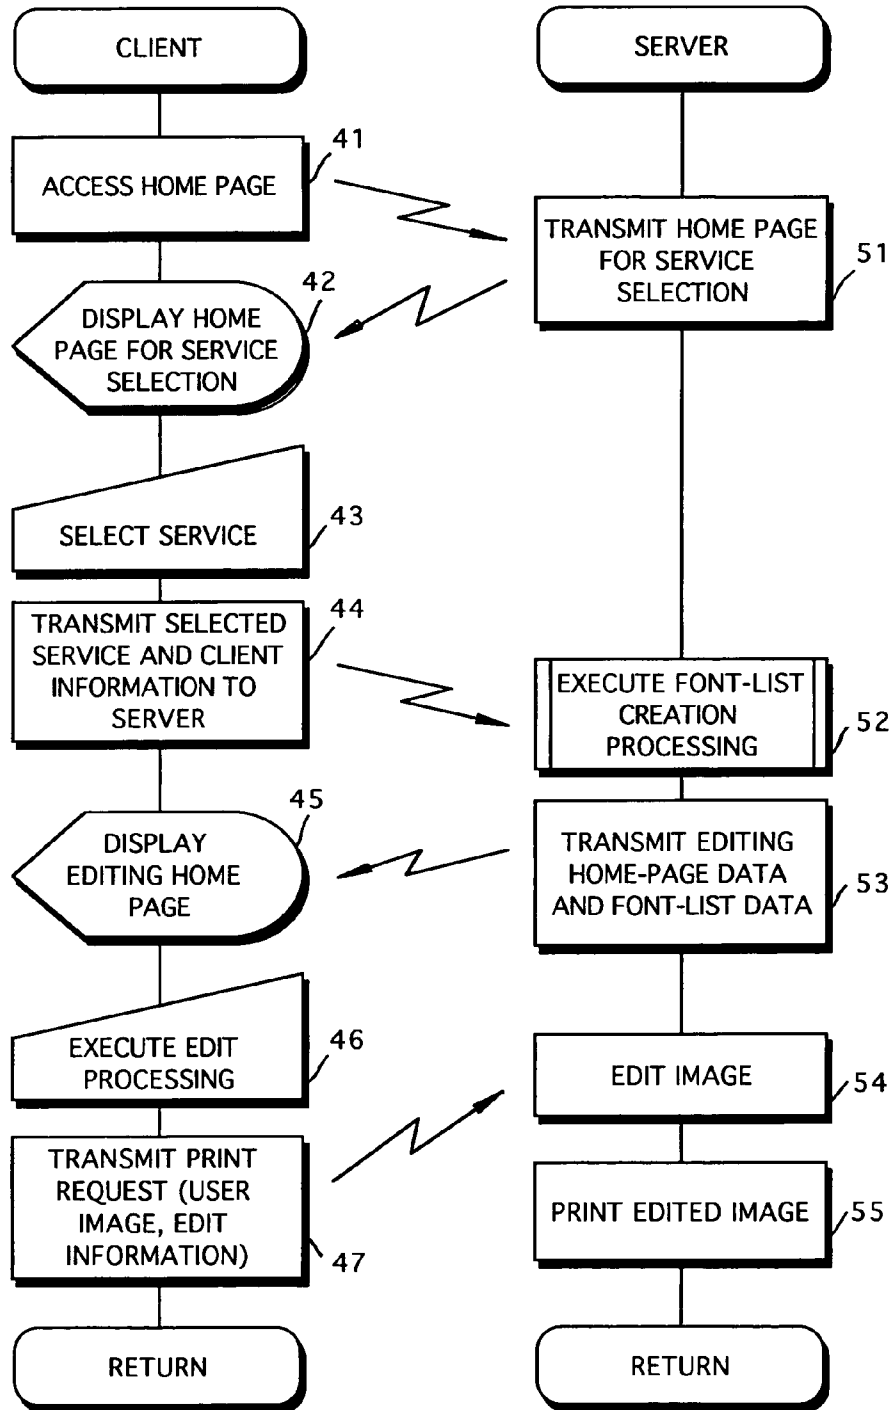 CLIENT
SERVER
41
ACCESS HOME PAGE
TRANSMIT HOME PAGE
FOR SERVICE
SELECTION
51
42
DISPLAY HOME
PAGE FOR SERVICE
SELECTION
SELECT SERVICE
43
44
TRANSMIT SELECTED
SERVICE AND CLIENT
INFORMATION TO
SERVER
EXECUTE FONT-LIST
CREATION
PROCESSING
52
45
DISPLAY
EDITING HOME
PAGE
TRANSMIT EDITING
HOME-PAGE DATA
AND FONT-LIST DATA
53
EXECUTE EDIT
PROCESSING
46
EDIT IMAGE
54
TRANSMIT PRINT
REQUEST (USER
IMAGE, EDIT
INFORMATION)
47
PRINT EDITED IMAGE
55
RETURN
RETURN